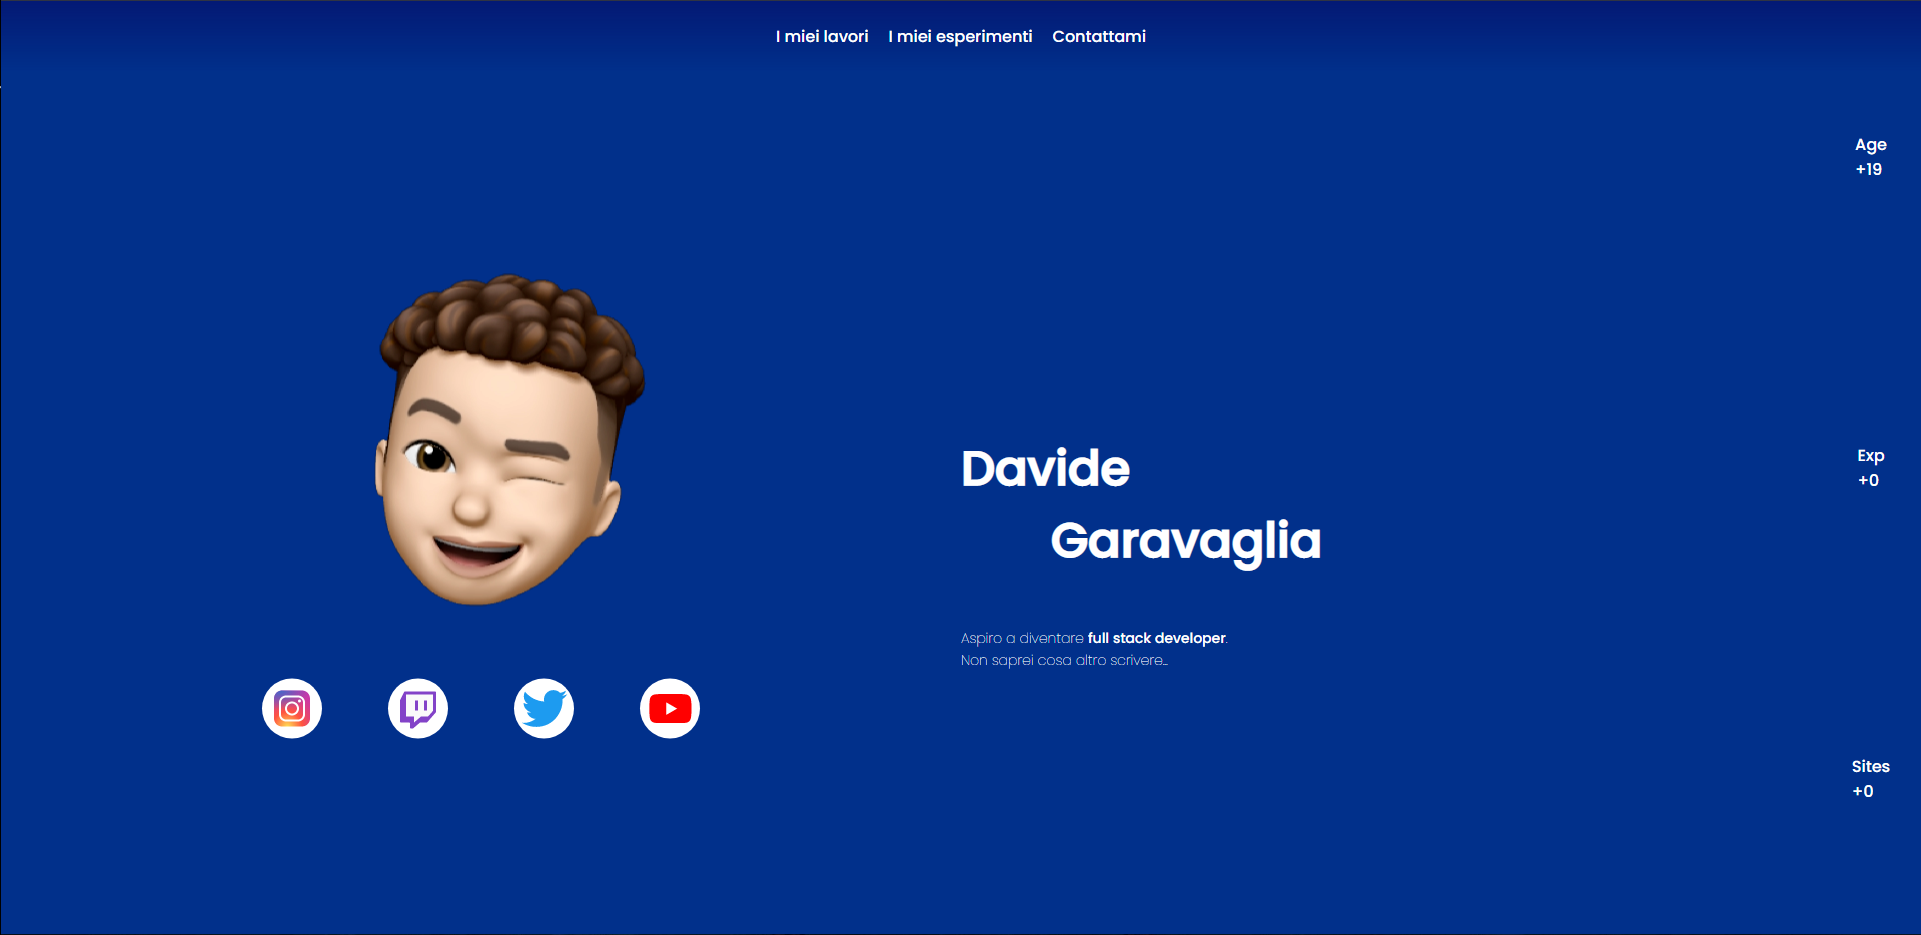 I miei lavori I miei esperimenti Contattami
Age
+19
Davide
Garavaglia
Exp
+0
Aspiro a diventare full stack developer.
Non saprei cosa altro scrivere...
Sites
+0